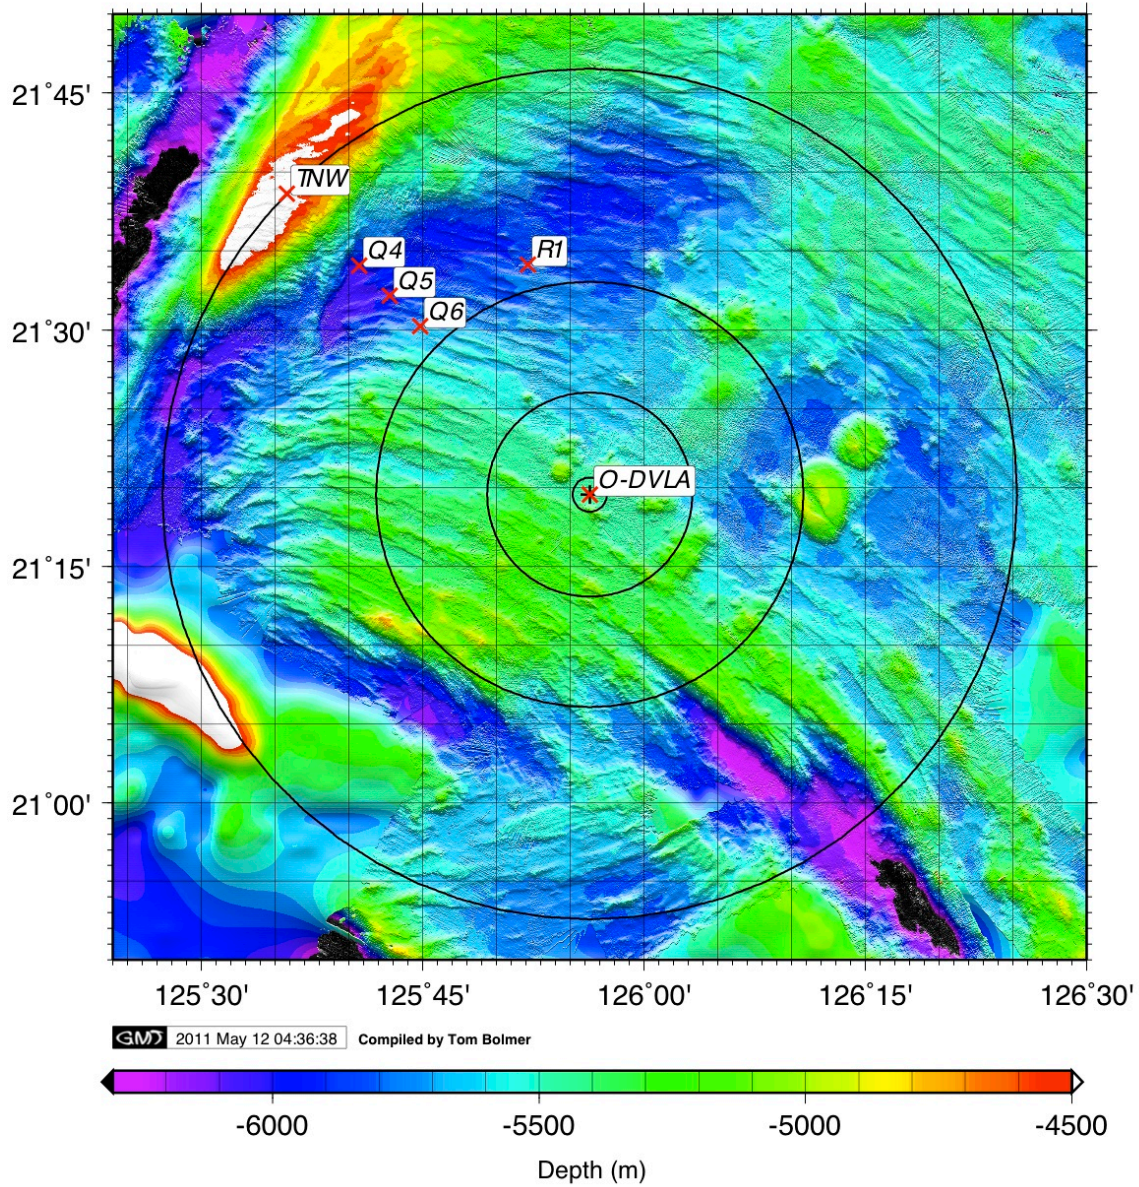 21°45'
TNW
Q4
R1
Q5
Q6
21°30'
O-DVLA
21°15'
21°00'
125°30' 125°45' 126°00' 126°15' 126°30'
GMT 2011 May 12 04:36:38 Compiled by Tom Bolmer
-6000 -5500 -5000 -4500
Depth (m)